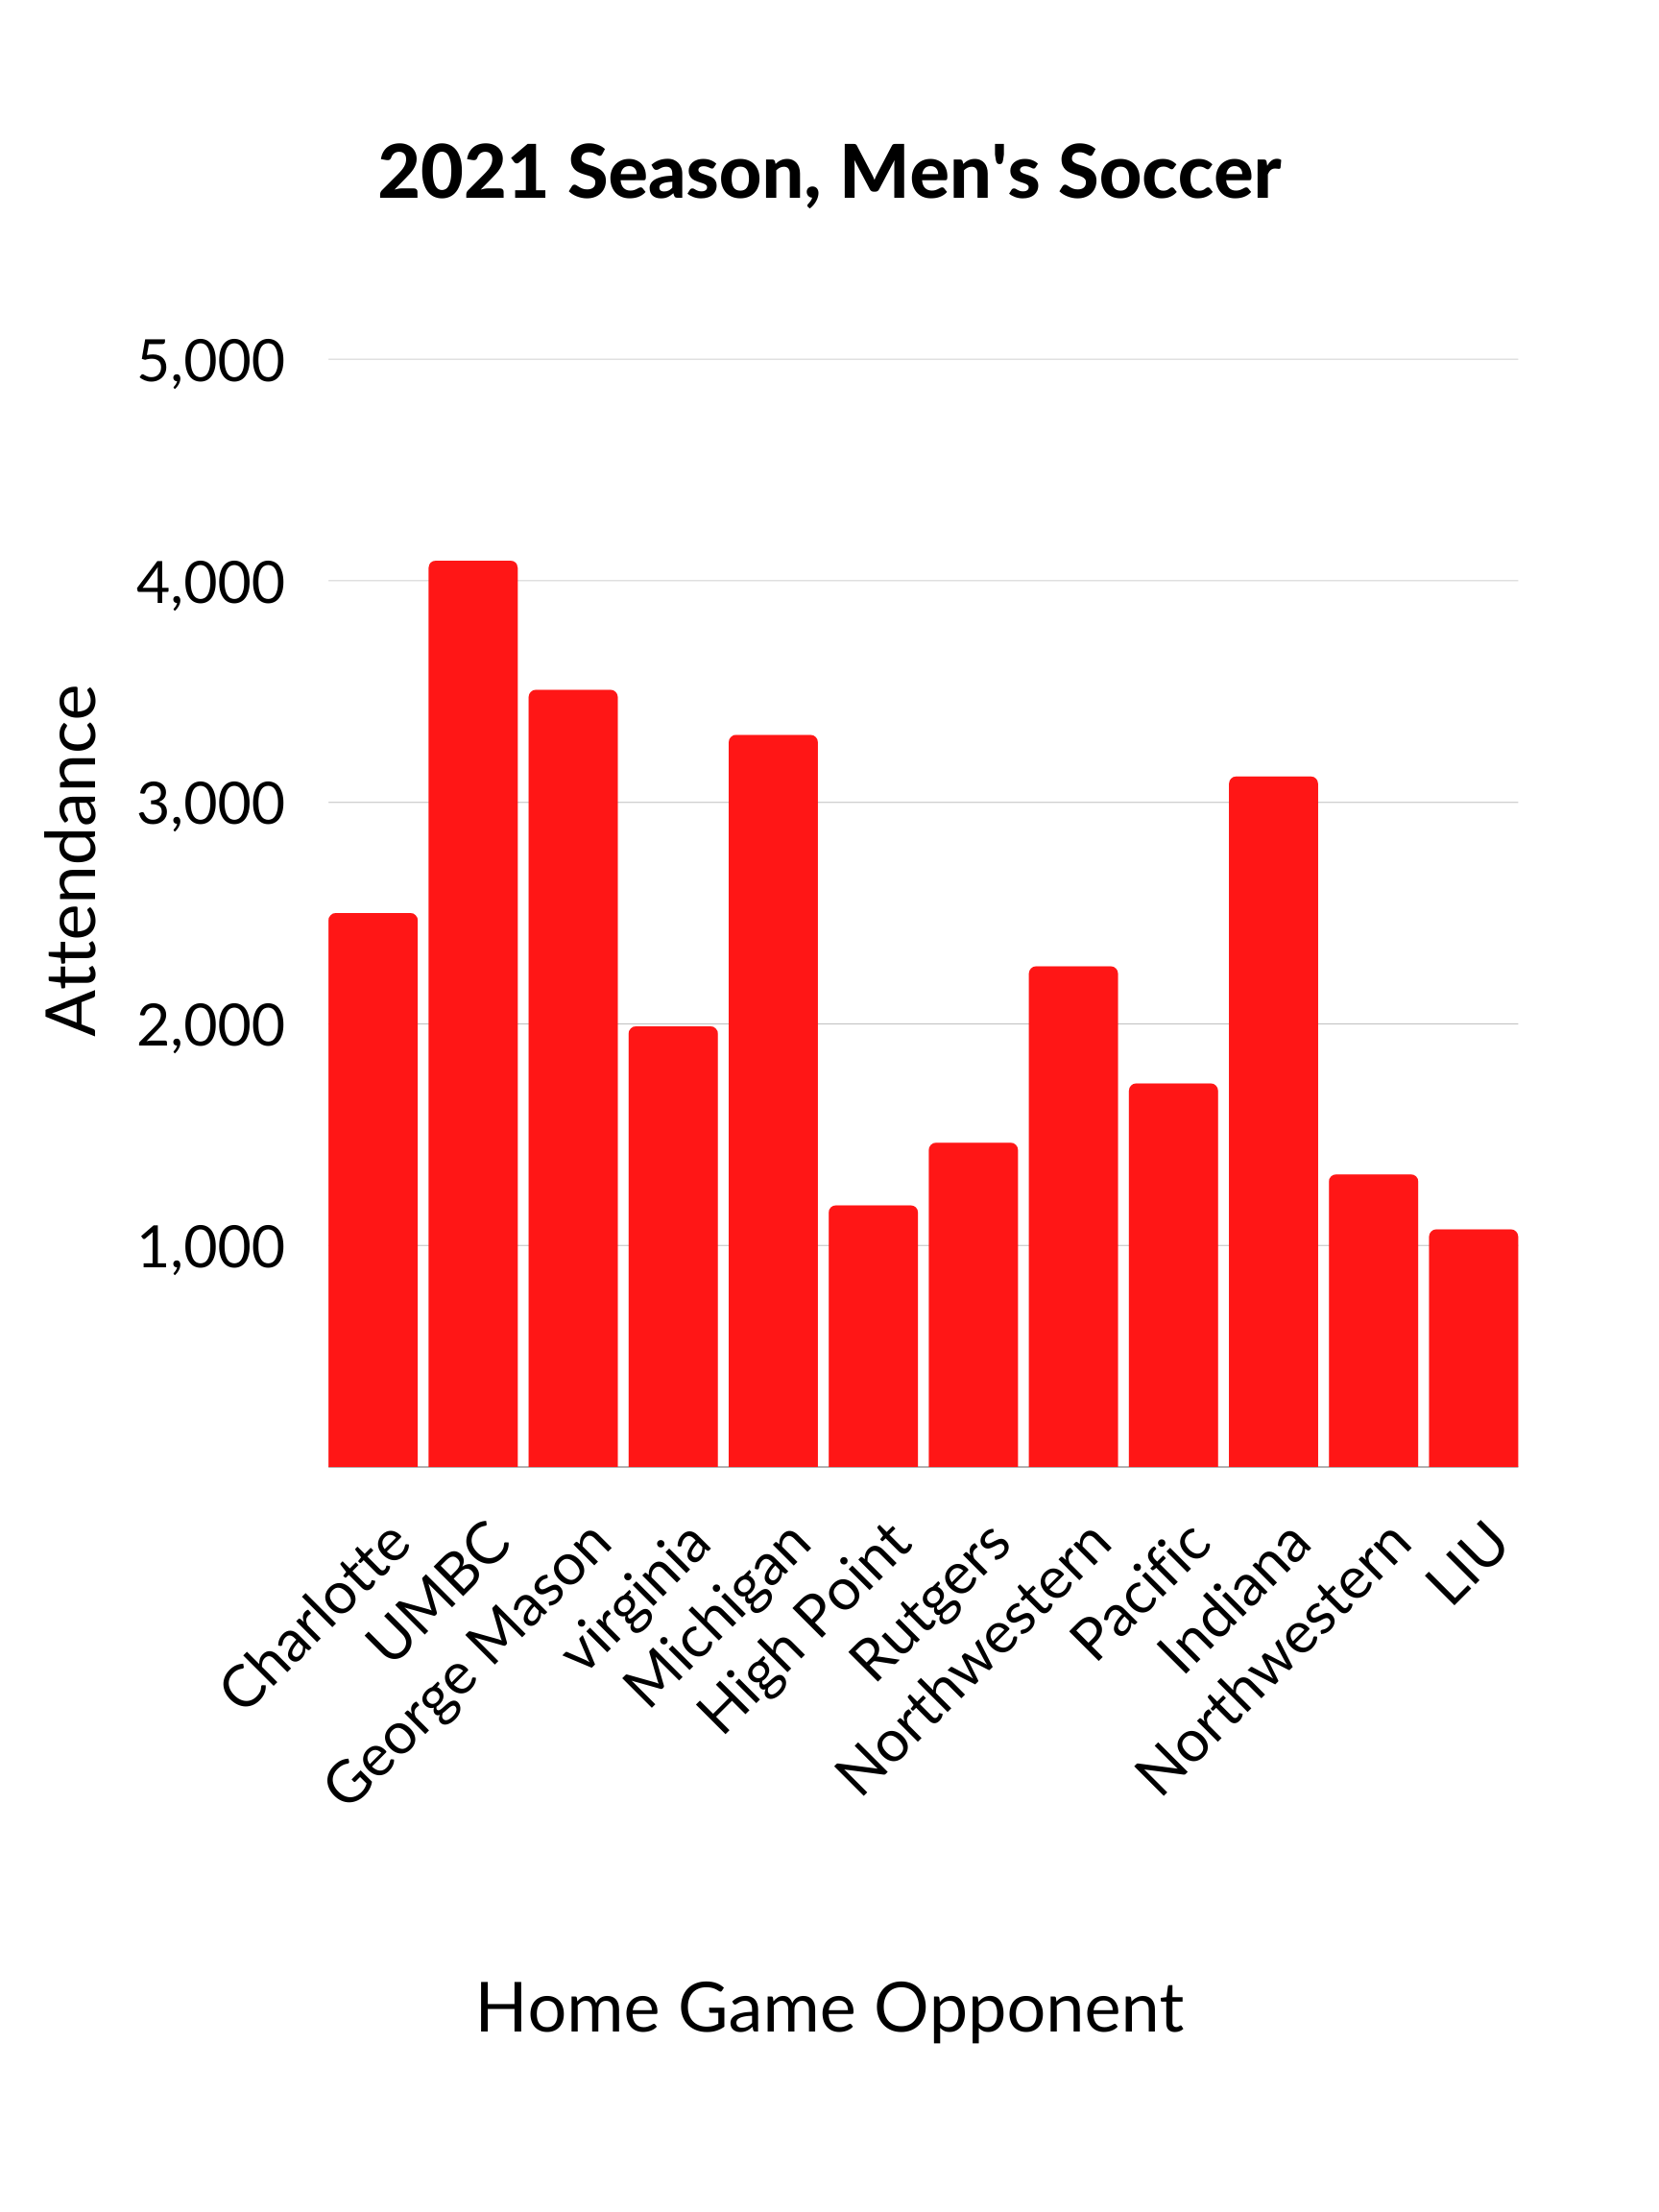 2021 Season, Men's Soccer
5,000
4,000
3,000
2,000
1,000
Attendance
Charlotte
UMBC
George Mason
virginia
Michigan
High Point
Rutgers
Northwestern
Pacific
Indiana
Northwestern
LIU
Home Game Opponent